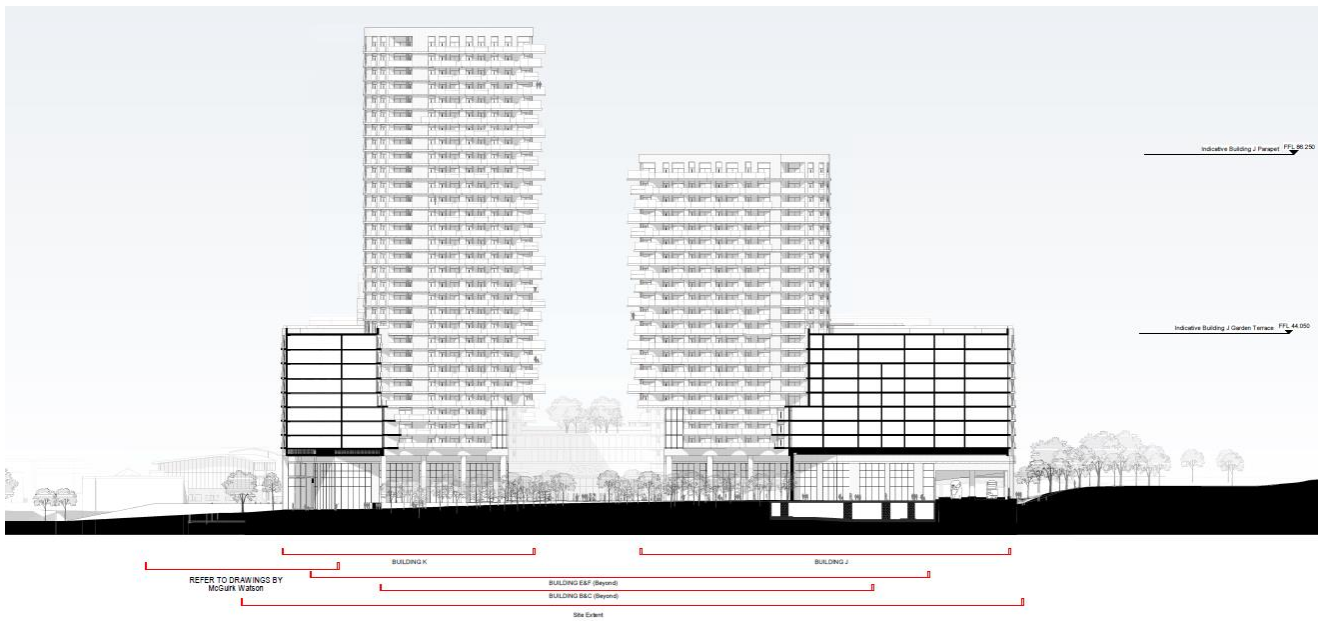 Indicative Building J Parapet FFL 86.250
Indicative Building J Garden Terrace FFL 44.050
BUILDING K
BUILDING J
REFER TO DRAWINGS BY
McGuirk Watson
BUILDING E&F (Beyond)
BUILDING B&C (Beyond)
Site Extent